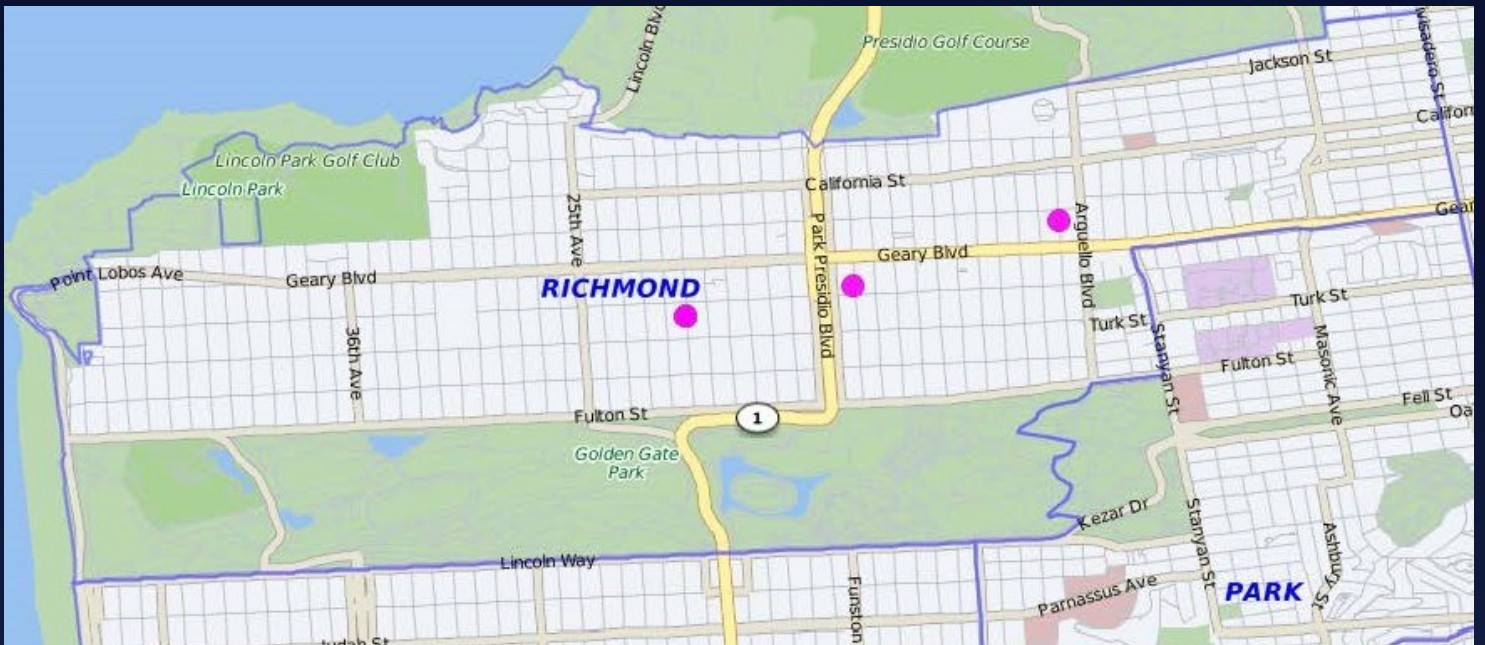 Lincoln Blvd
Presidio Golf Course
Jackson St
Lincoln Park Golf Club
Lincoln Park
California St
25th Ave
Park Presidio Blvd
Arguello Blvd
Geary Blvd
Point Lobos Ave
Geary Blvd
RICHMOND
36th Ave
Turk St
Turk St
Stanyan St
Masonic Ave
Fulton St
Fulton St
1
Fell St
Golden Gate
Park
Kezar Dr
Stanyan St
Ashbury St
Lincoln Way
Funston
Parnassus Ave
PARK